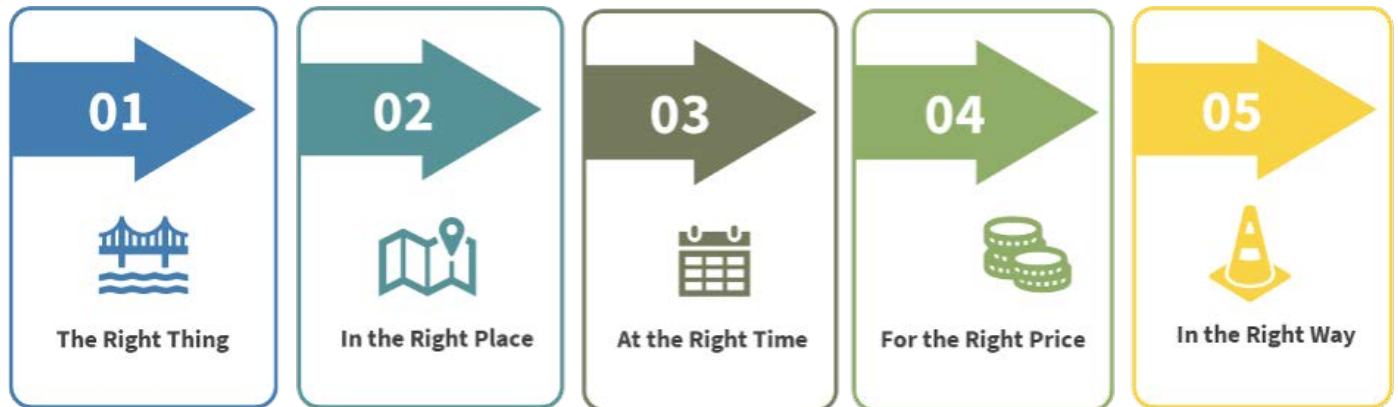 01
The Right Thing
02
In the Right Place
03
At the Right Time
04
For the Right Price
05
In the Right Way